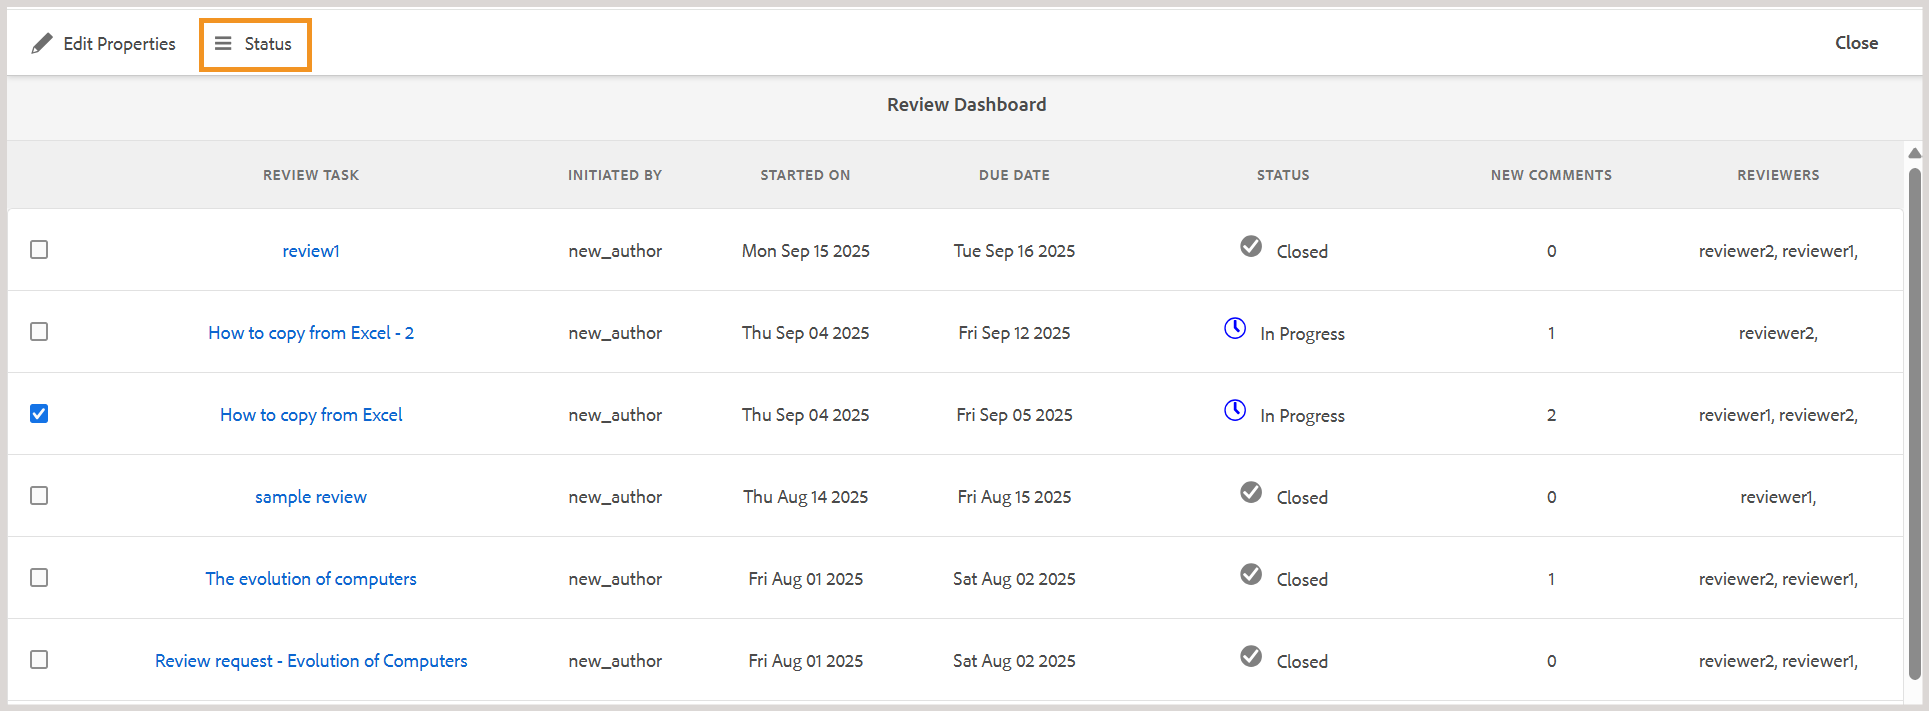 Edit Properties Status Close
Review Dashboard
REVIEW TASK INITIATED BY STARTED ON DUE DATE STATUS NEW COMMENTS REVIEWERS
review1 new_author Mon Sep 15 2025 Tue Sep 16 2025 Closed 0 reviewer2, reviewer1,
How to copy from Excel - 2 new_author Thu Sep 04 2025 Fri Sep 12 2025 In Progress 1 reviewer2,
How to copy from Excel new_author Thu Sep 04 2025 Fri Sep 05 2025 In Progress 2 reviewer1, reviewer2,
sample review new_author Thu Aug 14 2025 Fri Aug 15 2025 Closed 0 reviewer1,
The evolution of computers new_author Fri Aug 01 2025 Sat Aug 02 2025 Closed 1 reviewer2, reviewer1,
Review request - Evolution of Computers new_author Fri Aug 01 2025 Sat Aug 02 2025 Closed 0 reviewer2, reviewer1,